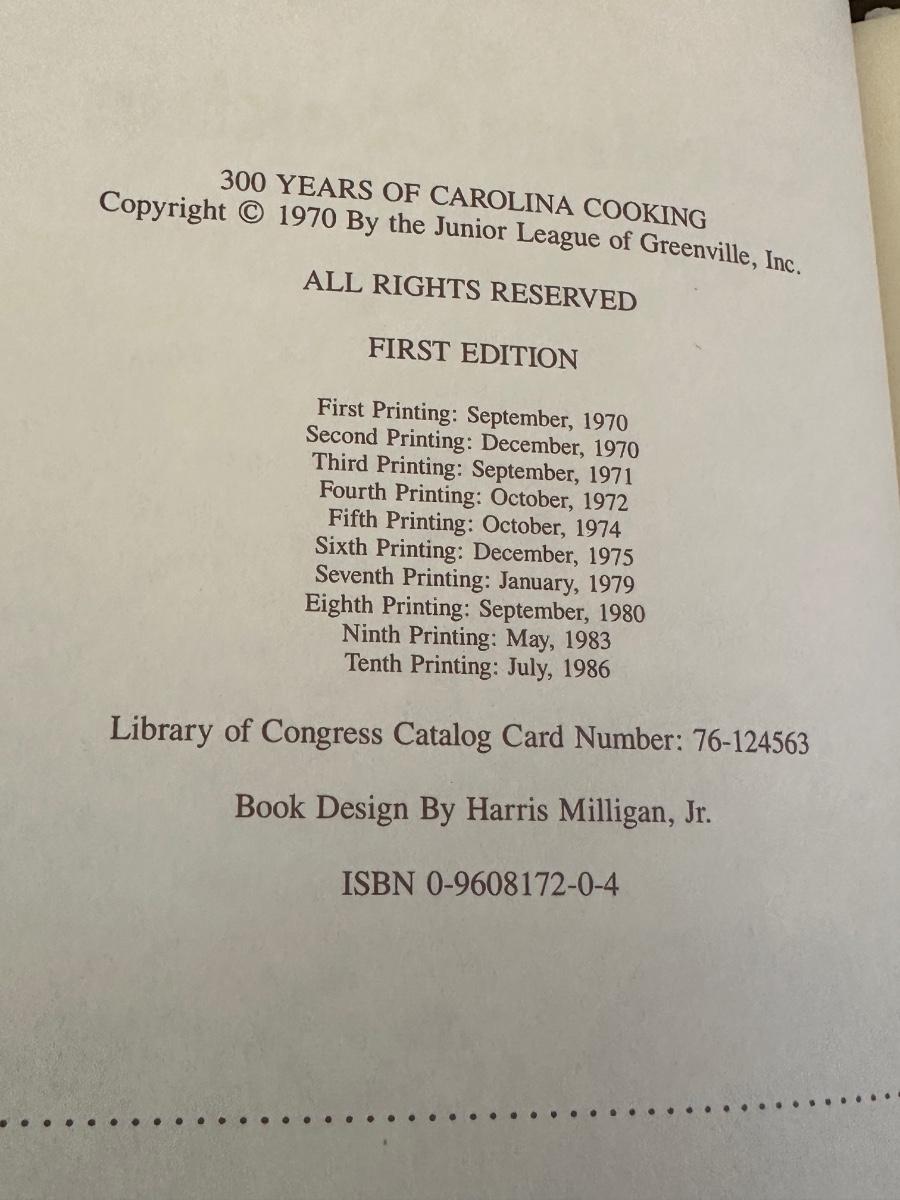 300 YEARS OF CAROLINA COOKING
Copyright © 1970 By the Junior League of Greenville, Inc.
ALL RIGHTS RESERVED
FIRST EDITION
First Printing: September, 1970
Second Printing: December, 1970
Third Printing: September, 1971
Fourth Printing: October, 1972
Fifth Printing: October, 1974
Sixth Printing: December, 1975
Seventh Printing: January, 1979
Eighth Printing: September, 1980
Ninth Printing: May, 1983
Tenth Printing: July, 1986
Library of Congress Catalog Card Number: 76-124563
Book Design By Harris Milligan, Jr.
ISBN 0-9608172-0-4